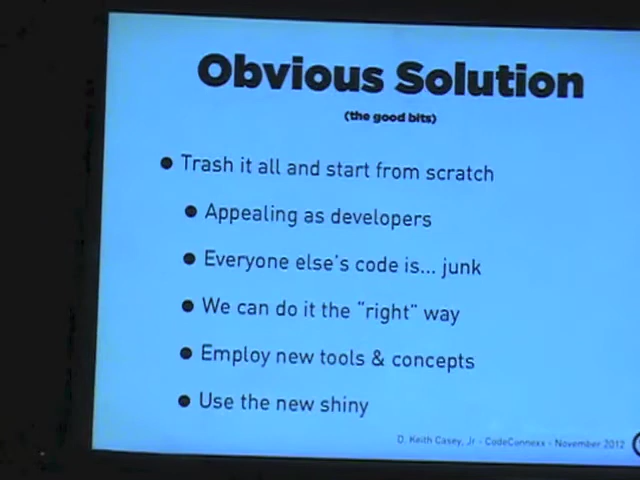 Obvious Solution
(the good bits)
Trash it all and start from scratch
Appealing as developers
Everyone else's code is... junk
We can do it the "right" way
Employ new tools & concepts
Use the new shiny
D. Keith Casey, Jr - CodeConnexx - November 2012